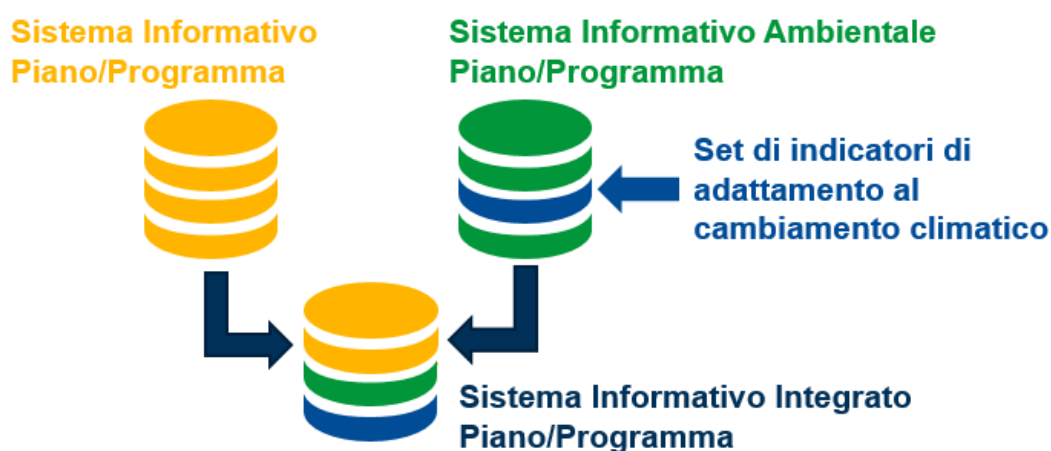 Sistema Informativo
Piano/Programma
Sistema Informativo Ambientale
Piano/Programma
Set di indicatori di
adattamento al
cambiamento climatico
Sistema Informativo Integrato
Piano/Programma